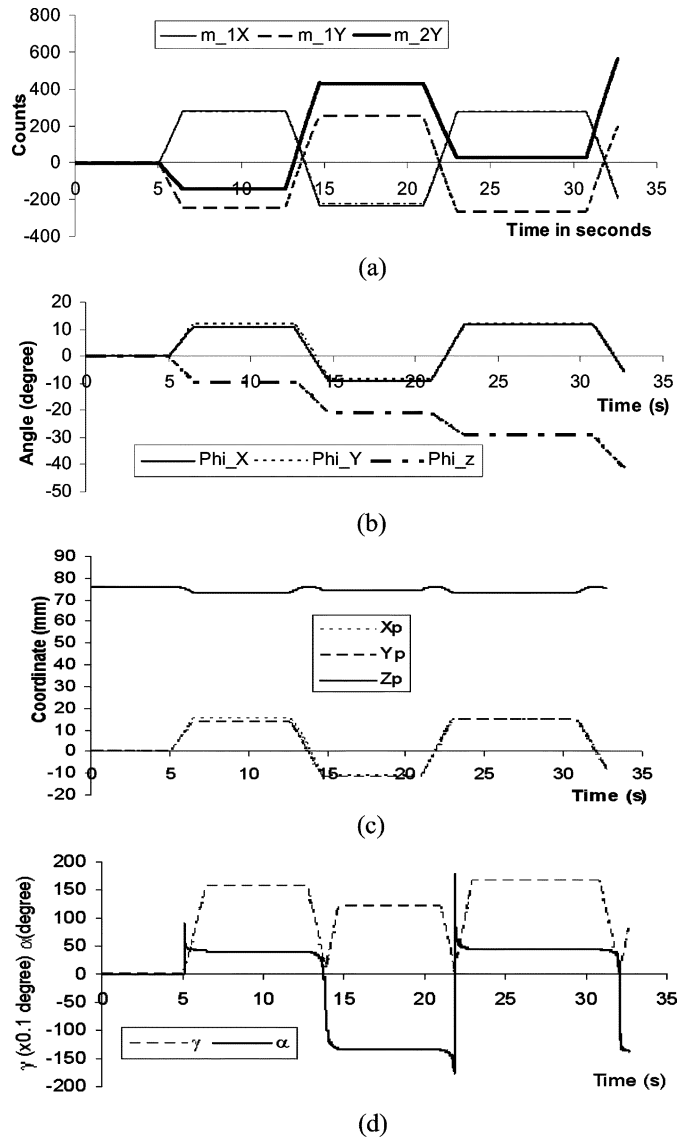 800
600
400
200
0
-200
-400
Counts
m_1X m_1Y m_2Y
0 5 10 15 20 25 30 35
Time in seconds
(a)
20
10
0
-10
-20
-30
-40
-50
Angle (degree)
0 5 10 15 20 25 30 35
Time (s)
Phi_X Phi_Y Phi_z
(b)
90
80
70
60
50
40
30
20
10
0
-10
-20
Coordinate (mm)
Xp
Yp
Zp
0 5 10 15 20 25 30 35
Time (s)
(c)
200
150
100
50
0
-50
-100
-150
-200
γ (x0.1 degree) α(degree)
0 5 10 15 20 25 30 35
γ α
Time (s)
(d)